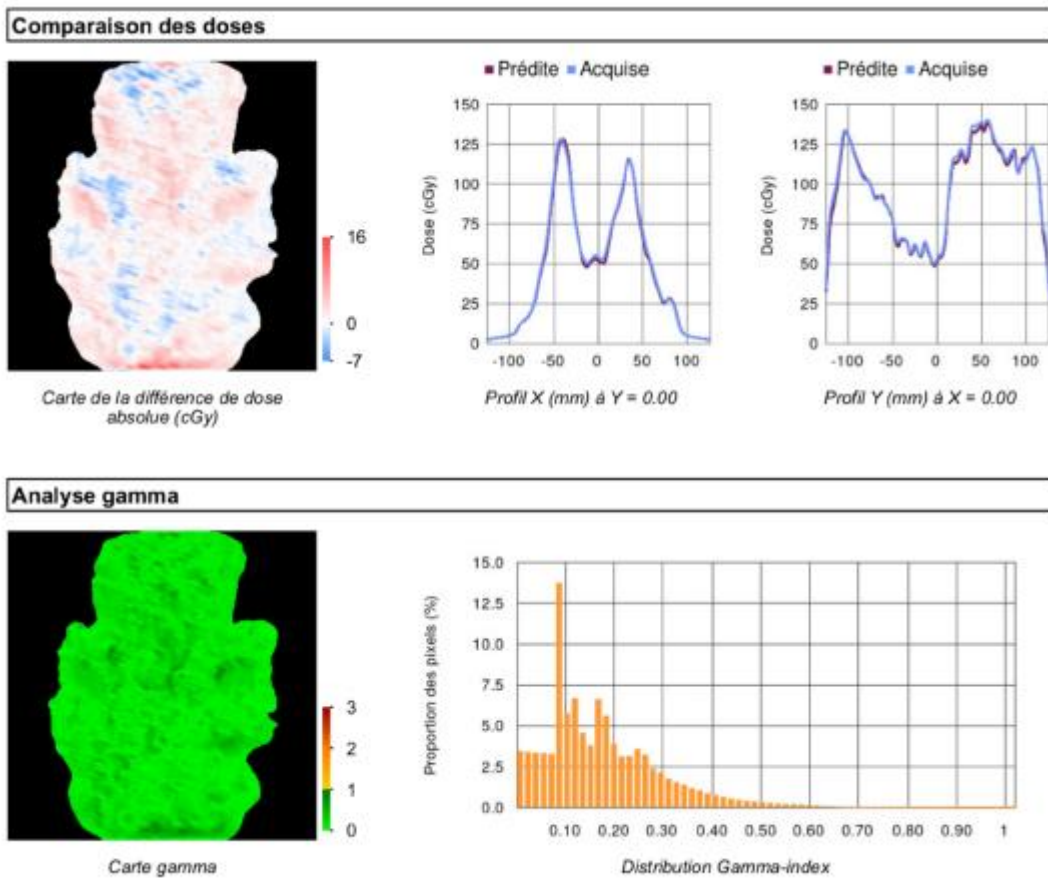 Comparaison des doses
Prédite Acquise
Prédite Acquise
16
0
-7
Dose (cGy)
150
125
100
75
50
25
0
-100 -50 0 50 100
Dose (cGy)
150
125
100
75
50
25
0
-100 -50 0 50 100
Carte de la différence de dose
absolue (cGy)
Profil X (mm) à Y = 0.00
Profil Y (mm) à X = 0.00
Analyse gamma
3
2
1
0
Proportion des pixels (%)
15.0
12.5
10.0
7.5
5.0
2.5
0.0
0.10 0.20 0.30 0.40 0.50 0.60 0.70 0.80 0.90 1
Carte gamma
Distribution Gamma-index